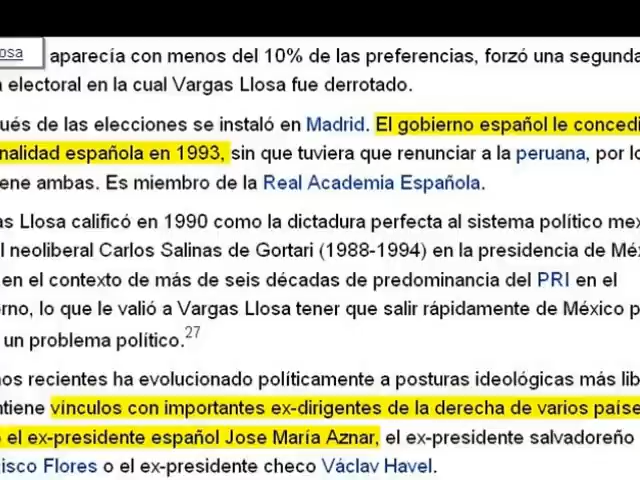 osa
aparecía con menos del 10% de las preferencias, forzó una segunda
electoral en la cual Vargas Llosa fue derrotado.
ués de las elecciones se instaló en Madrid. El gobierno español le concedi
nalidad española en 1993, sin que tuviera que renunciar a la peruana, por lo
ene ambas. Es miembro de la Real Academia Española.
as Llosa calificó en 1990 como la dictadura perfecta al sistema político mex
l neoliberal Carlos Salinas de Gortari (1988-1994) en la presidencia de Méx
en el contexto de más de seis décadas de predominancia del PRI en el
erno, lo que le valió a Vargas Llosa tener que salir rápidamente de México p
un problema político.27
ños recientes ha evolucionado políticamente a posturas ideológicas más lib
ntiene vínculos con importantes ex-dirigentes de la derecha de varios paíse
el ex-presidente español Jose María Aznar, el ex-presidente salvadoreño
isco Flores o el ex-presidente checo Václav Havel.